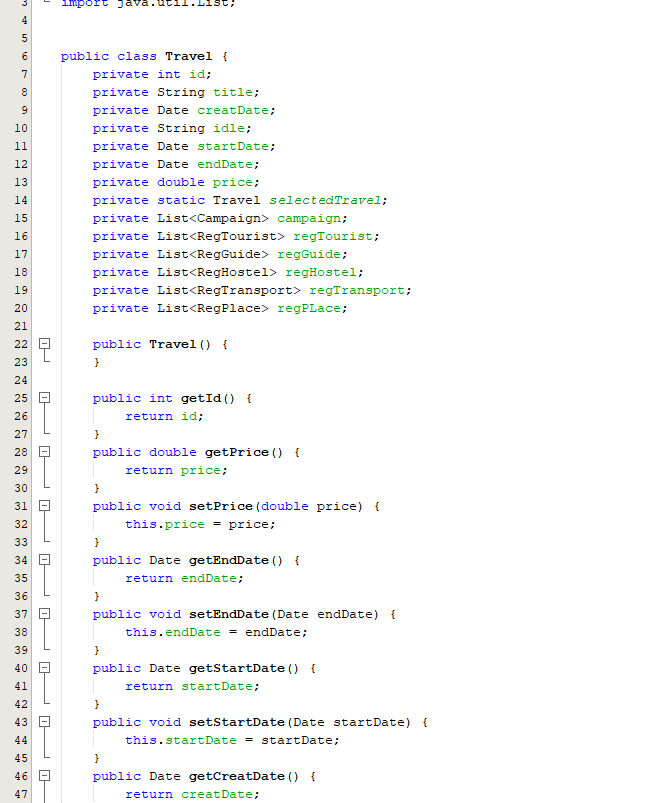 3 import java.util.List;
4
5
6 public class Travel {
7 private int id;
8 private String title;
9 private Date creatDate;
10 private String idle;
11 private Date startDate;
12 private Date endDate;
13 private double price;
14 private static Travel selectedTravel;
15 private List<Campaign> campaign;
16 private List<RegTourist> regTourist;
17 private List<RegGuide> regGuide;
18 private List<RegHostel> regHostel;
19 private List<RegTransport> regTransport;
20 private List<RegPlace> regPLace;
21
22 public Travel() {
23 }
24
25 public int getId() {
26 return id;
27 }
28 public double getPrice() {
29 return price;
30 }
31 public void setPrice(double price) {
32 this.price = price;
33 }
34 public Date getEndDate() {
35 return endDate;
36 }
37 public void setEndDate(Date endDate) {
38 this.endDate = endDate;
39 }
40 public Date getStartDate() {
41 return startDate;
42 }
43 public void setStartDate(Date startDate) {
44 this.startDate = startDate;
45 }
46 public Date getCreatDate() {
47 return creatDate;